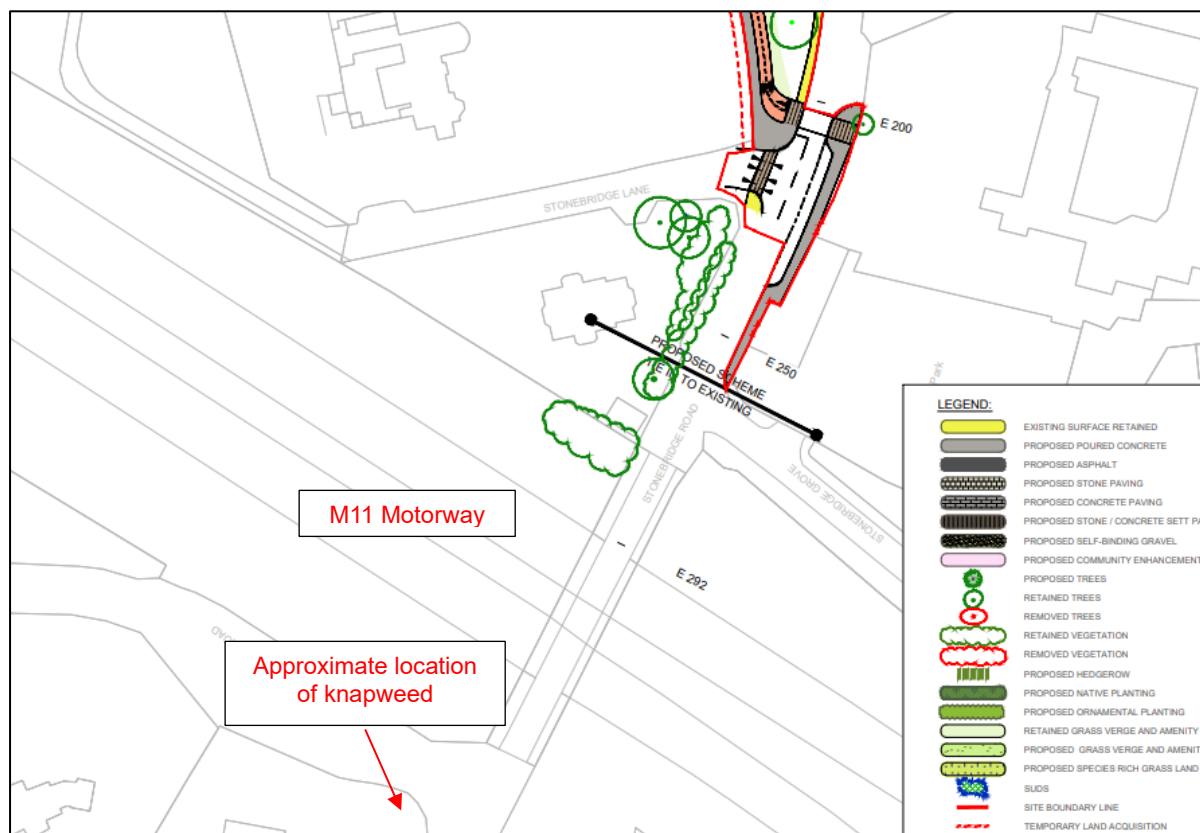 E 200
STONEBRIDGE LANE
PROPOSED SCHEME
TIE IN TO EXISTING
E 250
STONEBRIDGE ROAD
STONEBRIDGE GROVE
Park
M11 Motorway
E 292
ROAD
Approximate location
of knapweed
LEGEND:
EXISTING SURFACE RETAINED
PROPOSED POURED CONCRETE
PROPOSED ASPHALT
PROPOSED STONE PAVING
PROPOSED CONCRETE PAVING
PROPOSED STONE / CONCRETE SETT PA
PROPOSED SELF-BINDING GRAVEL
PROPOSED COMMUNITY ENHANCEMENT
PROPOSED TREES
RETAINED TREES
REMOVED TREES
RETAINED VEGETATION
REMOVED VEGETATION
PROPOSED HEDGEROW
PROPOSED NATIVE PLANTING
PROPOSED ORNAMENTAL PLANTING
RETAINED GRASS VERGE AND AMENITY
PROPOSED GRASS VERGE AND AMENIT
PROPOSED SPECIES RICH GRASS LAND
SUDS
SITE BOUNDARY LINE
TEMPORARY LAND ACQUISITION